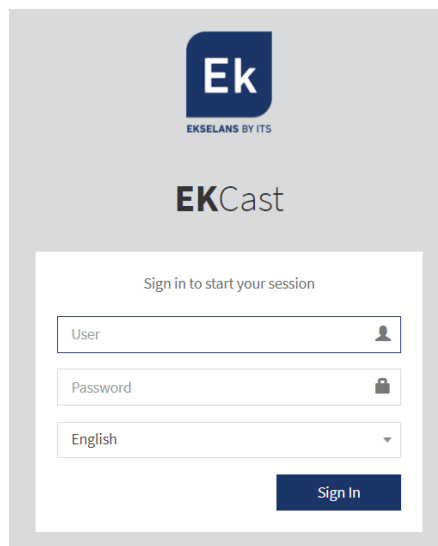 Ek
EKSELANS BY ITS
EKCast
Sign in to start your session
User
Password
English
Sign In